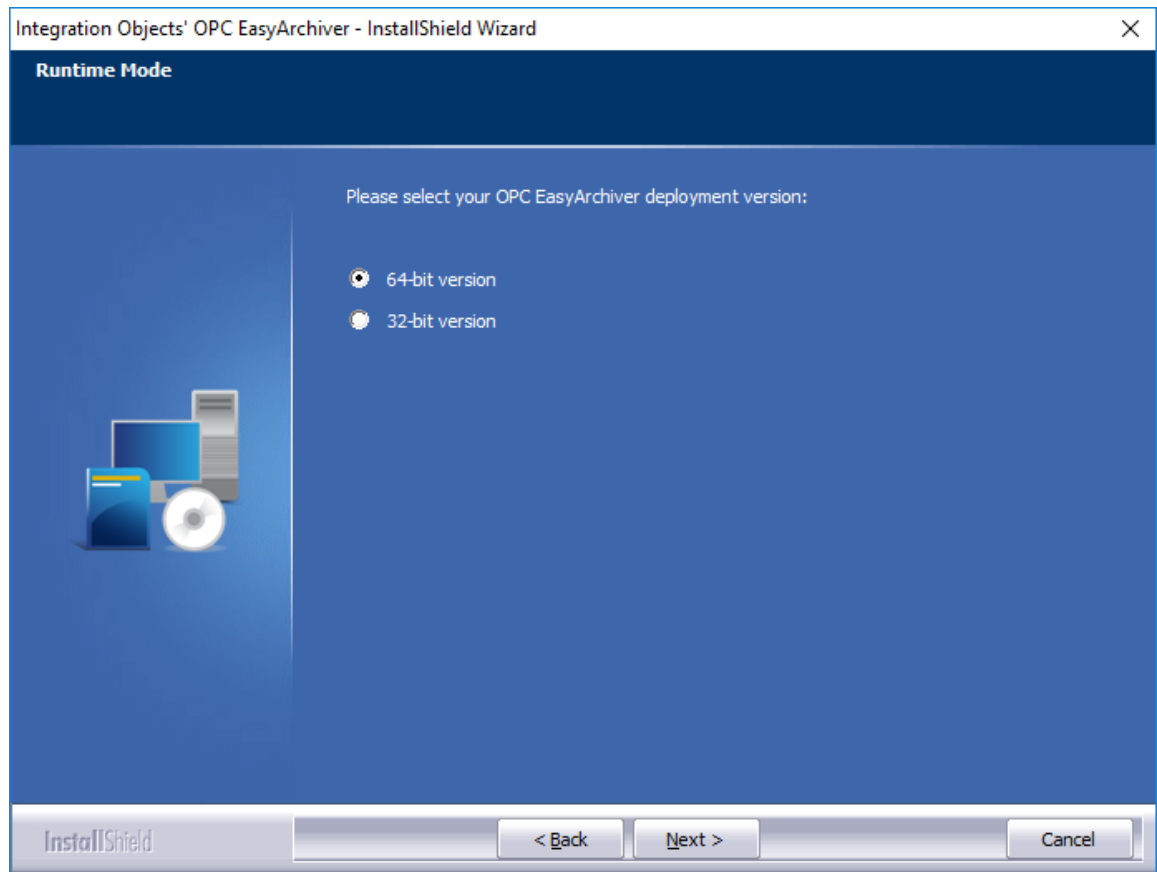 Integration Objects' OPC EasyArchiver - InstallShield Wizard
Runtime Mode
Please select your OPC EasyArchiver deployment version:
64-bit version
32-bit version
InstallShield
< Back
Next >
Cancel